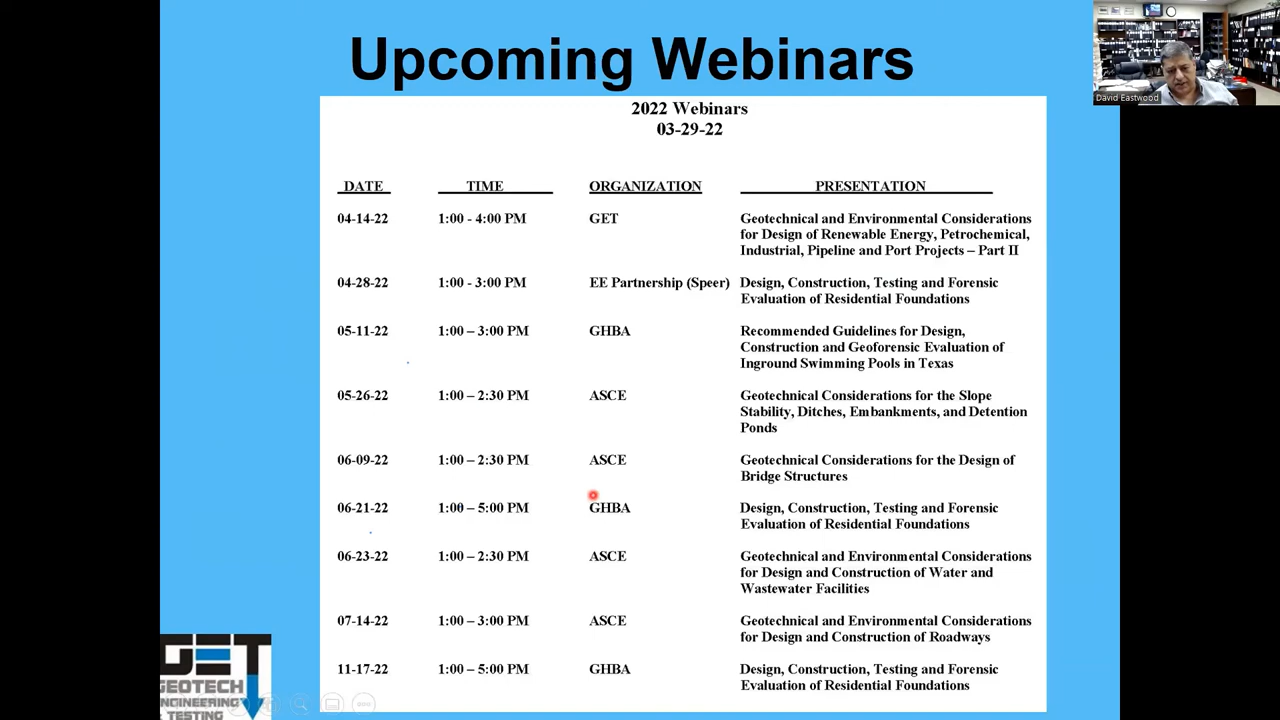 Upcoming Webinars
David Eastwood
2022 Webinars
03-29-22
DATE TIME ORGANIZATION PRESENTATION
04-14-22 1:00 - 4:00 PM GET Geotechnical and Environmental Considerations
for Design of Renewable Energy, Petrochemical,
Industrial, Pipeline and Port Projects – Part II
04-28-22 1:00 - 3:00 PM EE Partnership (Speer) Design, Construction, Testing and Forensic
Evaluation of Residential Foundations
05-11-22 1:00 – 3:00 PM GHBA Recommended Guidelines for Design,
Construction and Geoforensic Evaluation of
Inground Swimming Pools in Texas
05-26-22 1:00 – 2:30 PM ASCE Geotechnical Considerations for the Slope
Stability, Ditches, Embankments, and Detention
Ponds
06-09-22 1:00 – 2:30 PM ASCE Geotechnical Considerations for the Design of
Bridge Structures
06-21-22 1:00 – 5:00 PM GHBA Design, Construction, Testing and Forensic
Evaluation of Residential Foundations
06-23-22 1:00 – 2:30 PM ASCE Geotechnical and Environmental Considerations
for Design and Construction of Water and
Wastewater Facilities
07-14-22 1:00 – 3:00 PM ASCE Geotechnical and Environmental Considerations
for Design and Construction of Roadways
11-17-22 1:00 – 5:00 PM GHBA Design, Construction, Testing and Forensic
Evaluation of Residential Foundations
GET
GEOTECH
ENGINEERING
& TESTING